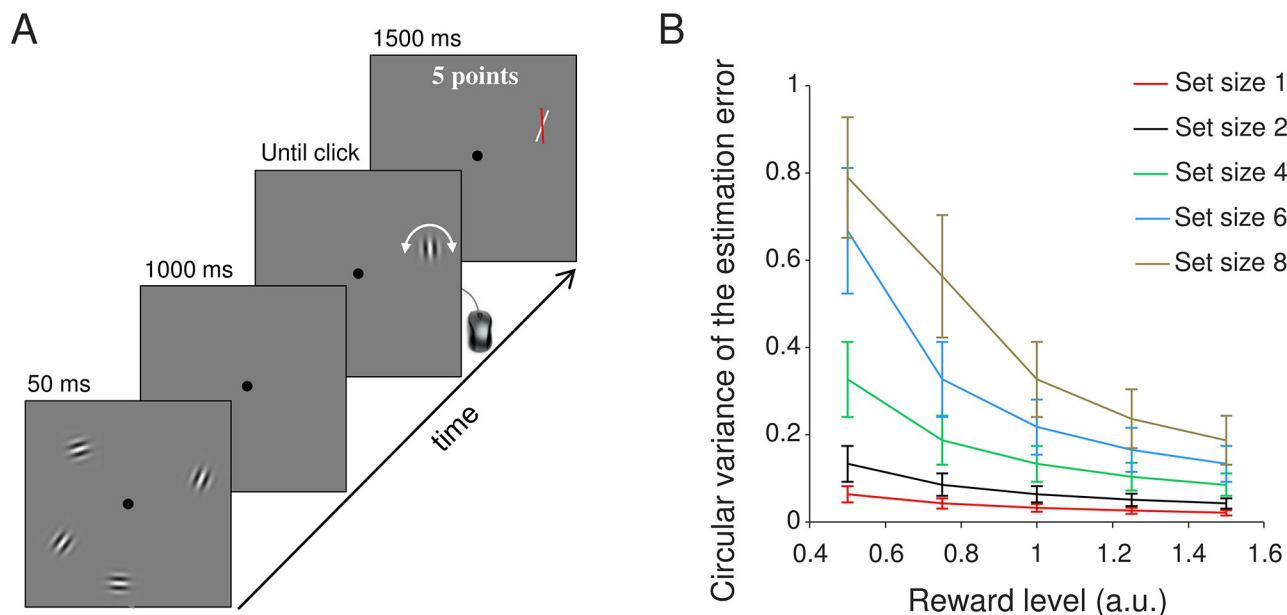 A
50 ms
1000 ms
Until click
1500 ms
5 points
time
B
Circular variance of the estimation error
1
0.8
0.6
0.4
0.2
0
0.4 0.6 0.8 1 1.2 1.4 1.6
Reward level (a.u.)
Set size 1
Set size 2
Set size 4
Set size 6
Set size 8